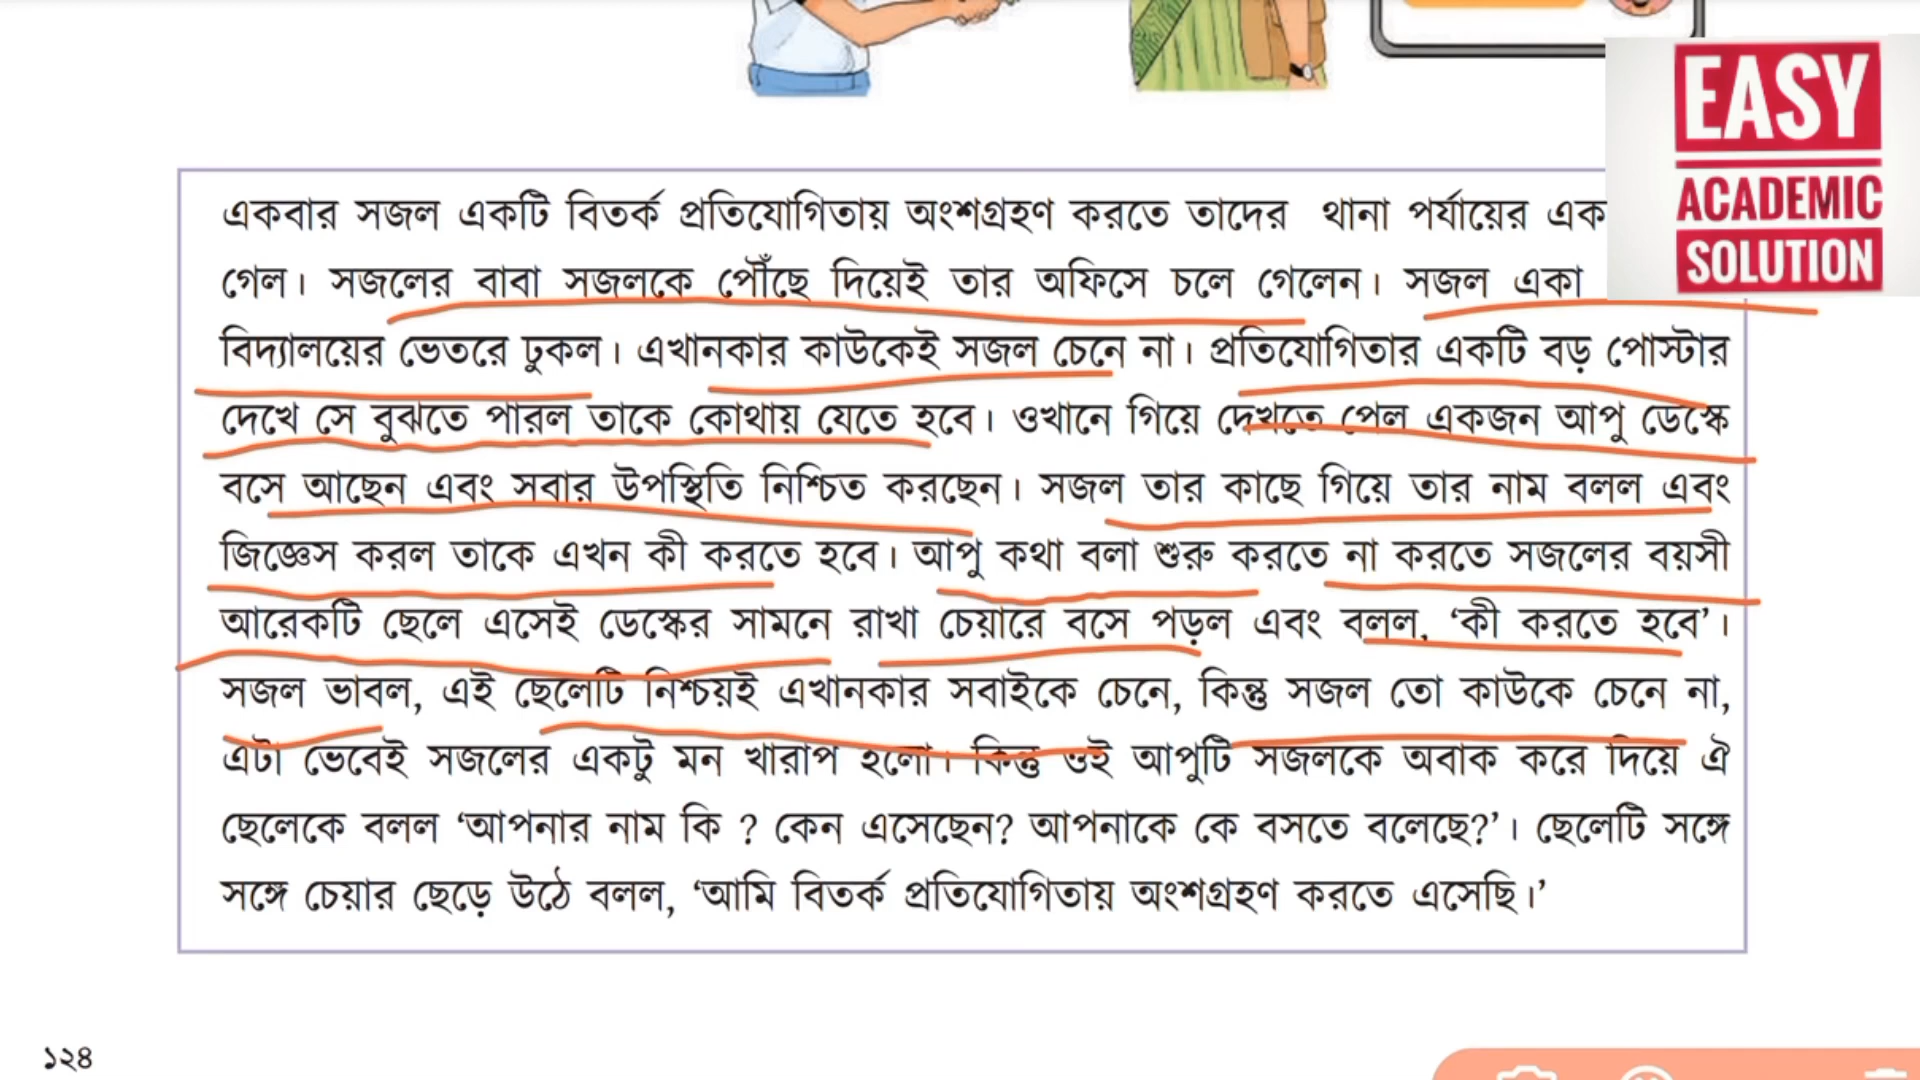 EASY
ACADEMIC
SOLUTION
একবার সজল একটি বিতর্ক প্রতিযোগিতায় অংশগ্রহণ করতে তাদের থানা পর্যায়ের এক
গেল। সজলের বাবা সজলকে পৌঁছে দিয়েই তার অফিসে চলে গেলেন। সজল একা
বিদ্যালয়ের ভেতরে ঢুকল। এখানকার কাউকেই সজল চেনে না। প্রতিযোগিতার একটি বড় পোস্টার
দেখে সে বুঝতে পারল তাকে কোথায় যেতে হবে। ওখানে গিয়ে দেখতে পেল একজন আপু ডেস্কে
বসে আছেন এবং সবার উপস্থিতি নিশ্চিত করছেন। সজল তার কাছে গিয়ে তার নাম বলল এবং
জিজ্ঞেস করল তাকে এখন কী করতে হবে। আপু কথা বলা শুরু করতে না করতে সজলের বয়সী
আরেকটি ছেলে এসেই ডেস্কের সামনে রাখা চেয়ারে বসে পড়ল এবং বলল, ‘কী করতে হবে’।
সজল ভাবল, এই ছেলেটি নিশ্চয়ই এখানকার সবাইকে চেনে, কিন্তু সজল তো কাউকে চেনে না,
এটা ভেবেই সজলের একটু মন খারাপ হলো। কিন্তু ওই আপুটি সজলকে অবাক করে দিয়ে ঐ
ছেলেকে বলল ‘আপনার নাম কি ? কেন এসেছেন? আপনাকে কে বসতে বলেছে?’। ছেলেটি সঙ্গে
সঙ্গে চেয়ার ছেড়ে উঠে বলল, ‘আমি বিতর্ক প্রতিযোগিতায় অংশগ্রহণ করতে এসেছি।’
১২৪